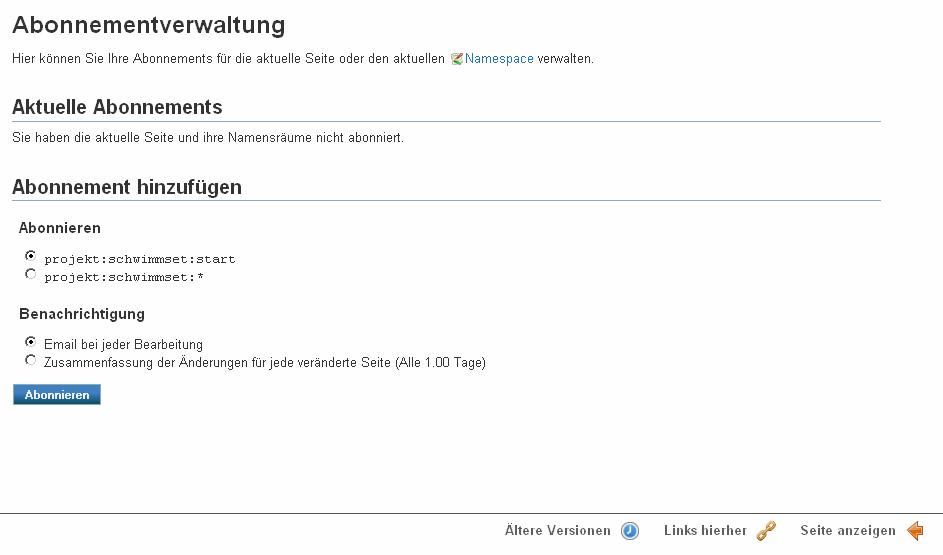 Abonnementverwaltung
Hier können Sie Ihre Abonnements für die aktuelle Seite oder den aktuellen Namespace verwalten.
Aktuelle Abonnements
Sie haben die aktuelle Seite und ihre Namensräume nicht abonniert.
Abonnement hinzufügen
Abonnieren
projekt:schwimmset:start
projekt:schwimmset:*
Benachrichtigung
Email bei jeder Bearbeitung
Zusammenfassung der Änderungen für jede veränderte Seite (Alle 1.00 Tage)
Abonnieren
Ältere Versionen Links hierher Seite anzeigen